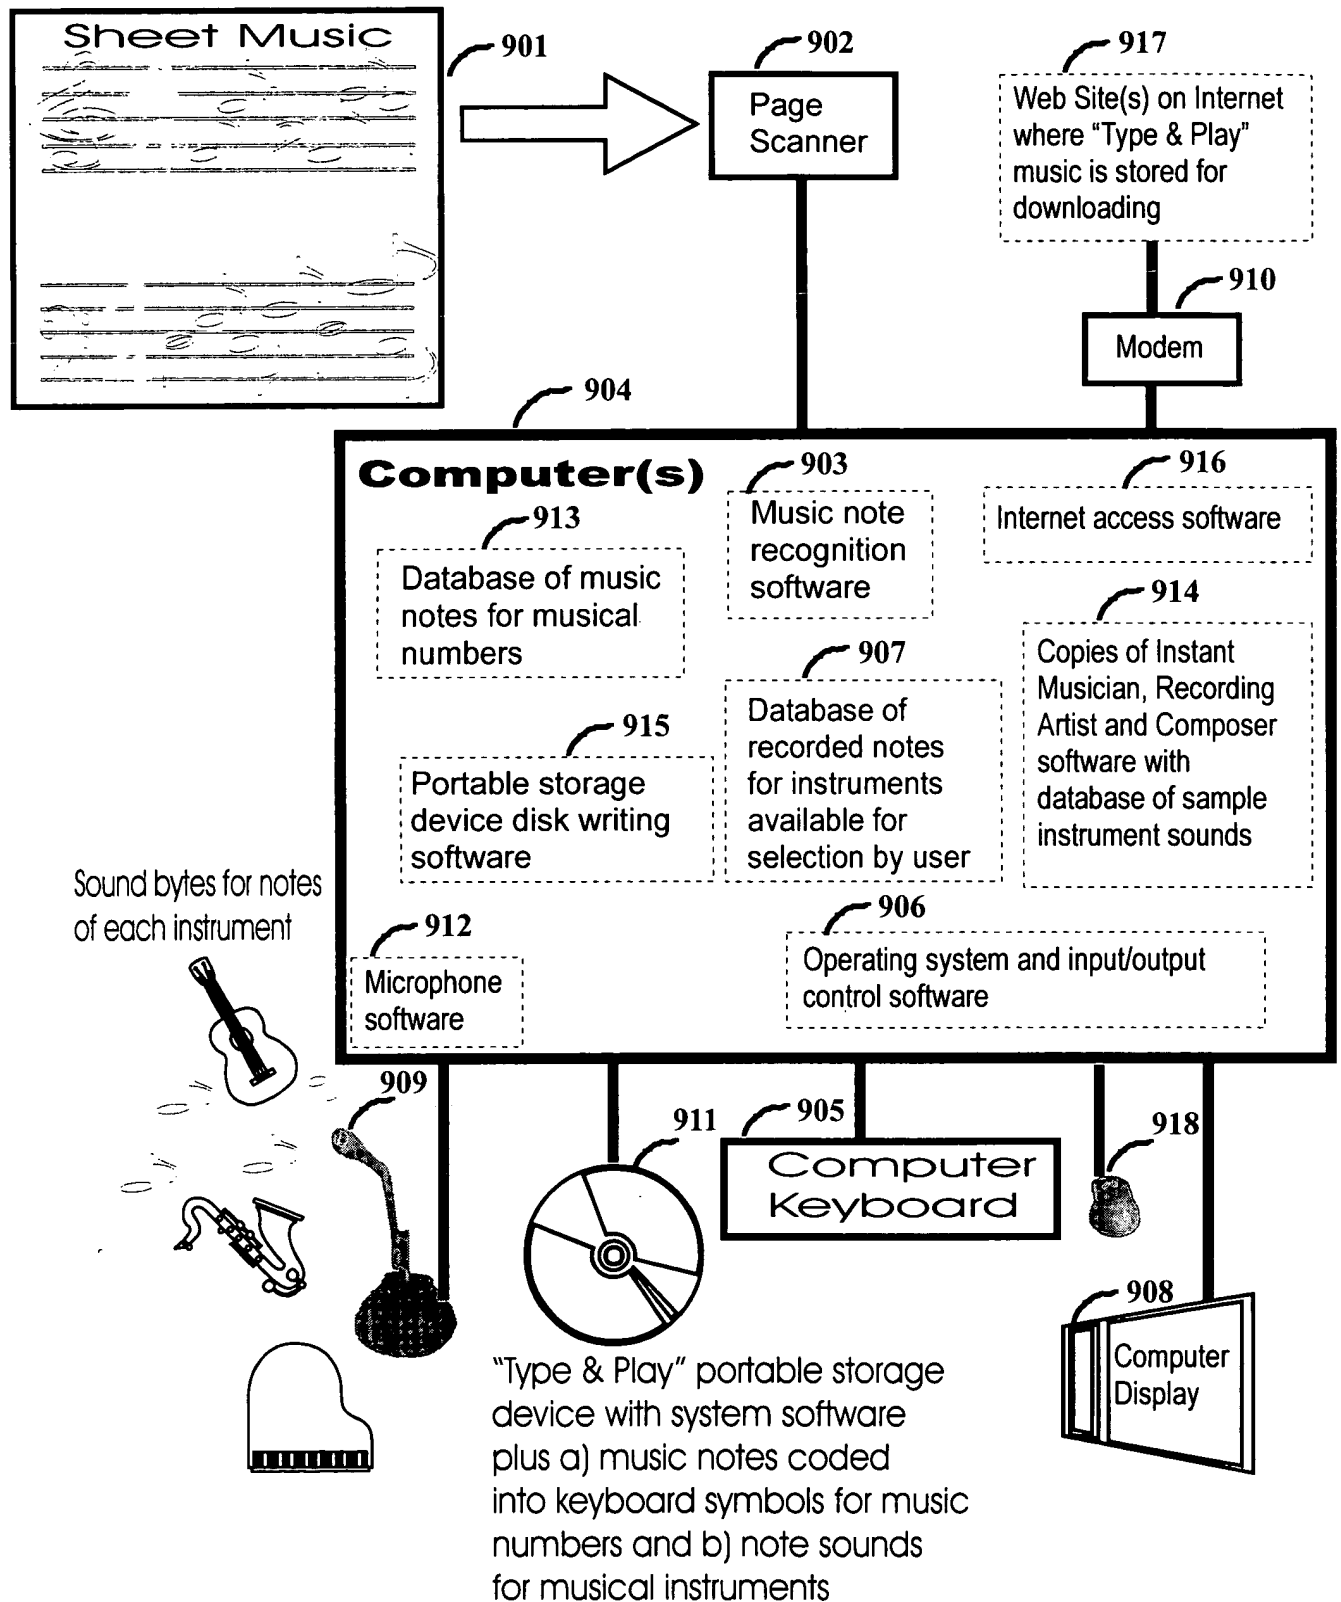 Sheet Music
901
902
Page
Scanner
917
Web Site(s) on Internet
where “Type & Play”
music is stored for
downloading
910
Modem
904
Computer(s)
903
Music note
recognition
software
916
Internet access software
913
Database of music
notes for musical
numbers
914
Copies of Instant
Musician, Recording
Artist and Composer
software with
database of sample
instrument sounds
907
Database of
recorded notes
for instruments
available for
selection by user
915
Portable storage
device disk writing
software
Sound bytes for notes
of each instrument
912
Microphone
software
906
Operating system and input/output
control software
909
911
905
Computer
Keyboard
918
908
Computer
Display
“Type & Play” portable storage
device with system software
plus a) music notes coded
into keyboard symbols for music
numbers and b) note sounds
for musical instruments